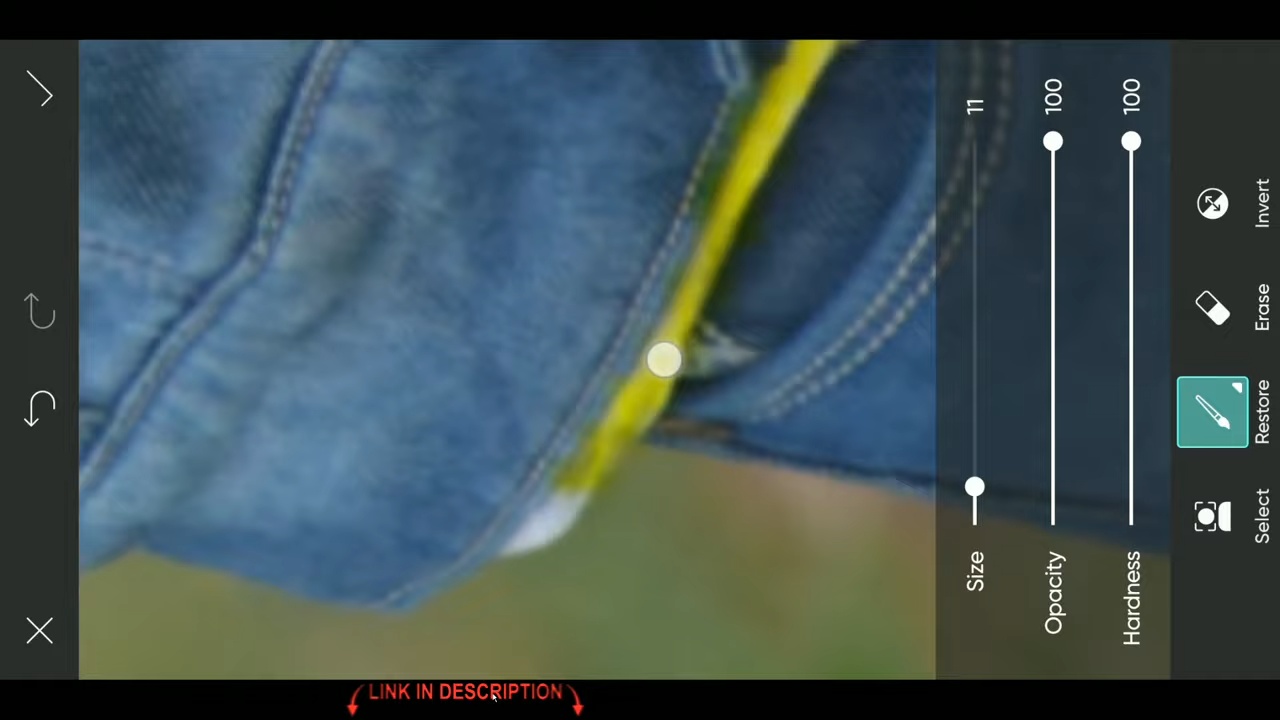 11
100
100
Size
Opacity
Hardness
Invert
Erase
Restore
Select
LINK IN DESCRIPTION